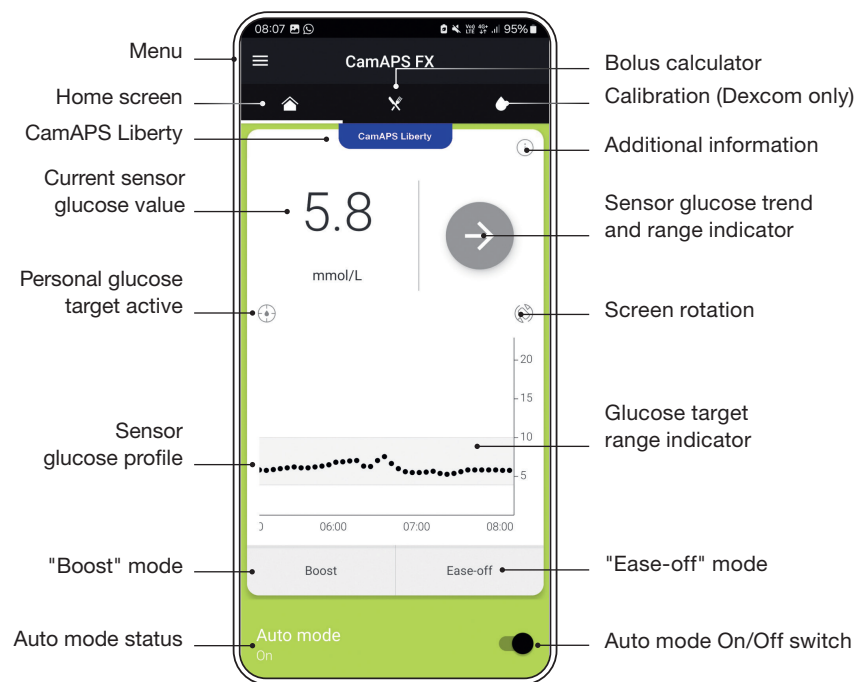 08:07 95%
Menu
CamAPS FX
Bolus calculator
Home screen
Calibration (Dexcom only)
CamAPS Liberty
CamAPS Liberty
Additional information
Current sensor
glucose value
5.8
mmol/L
Sensor glucose trend
and range indicator
Personal glucose
target active
Screen rotation
20
15
10
5
Sensor
glucose profile
Glucose target
range indicator
0 06:00 07:00 08:00
"Boost" mode
Boost
Ease-off
"Ease-off" mode
Auto mode status
Auto mode
On
Auto mode On/Off switch